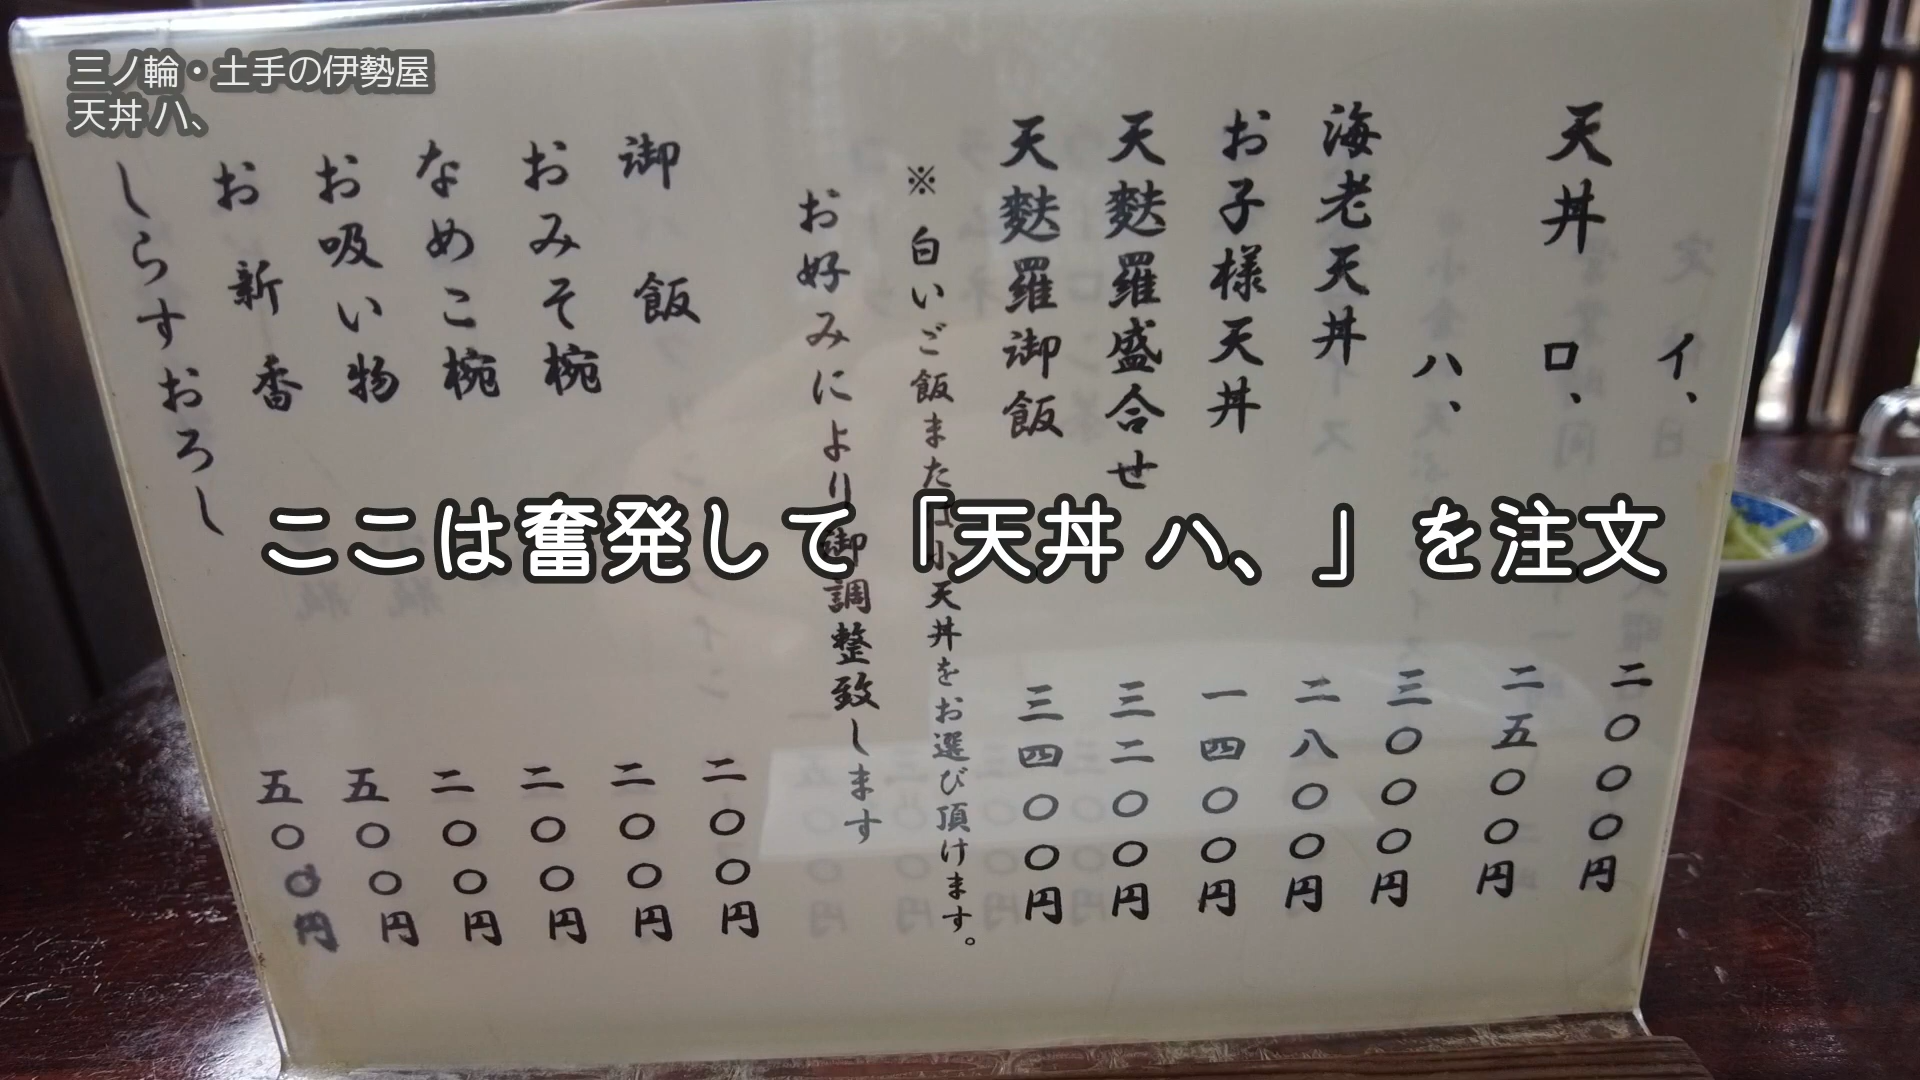 三ノ輪・土手の伊勢屋
天丼 ハ、
ここは奮発して「天丼 ハ、」を注文
天丼 イ、 二〇〇〇円
ロ、 二五〇〇円
ハ、 三〇〇〇円
海老天丼 二八〇〇円
お子様天丼 一四〇〇円
天麩羅盛合せ 三二〇〇円
天麩羅御飯 三四〇〇円
※白いご飯または小天丼をお選び頂けます。
お好みにより御調整致します
御飯 二〇〇円
おみそ椀 二〇〇円
なめこ椀 二〇〇円
お吸い物 二〇〇円
お新香 五〇〇円
しらすおろし 五〇〇円